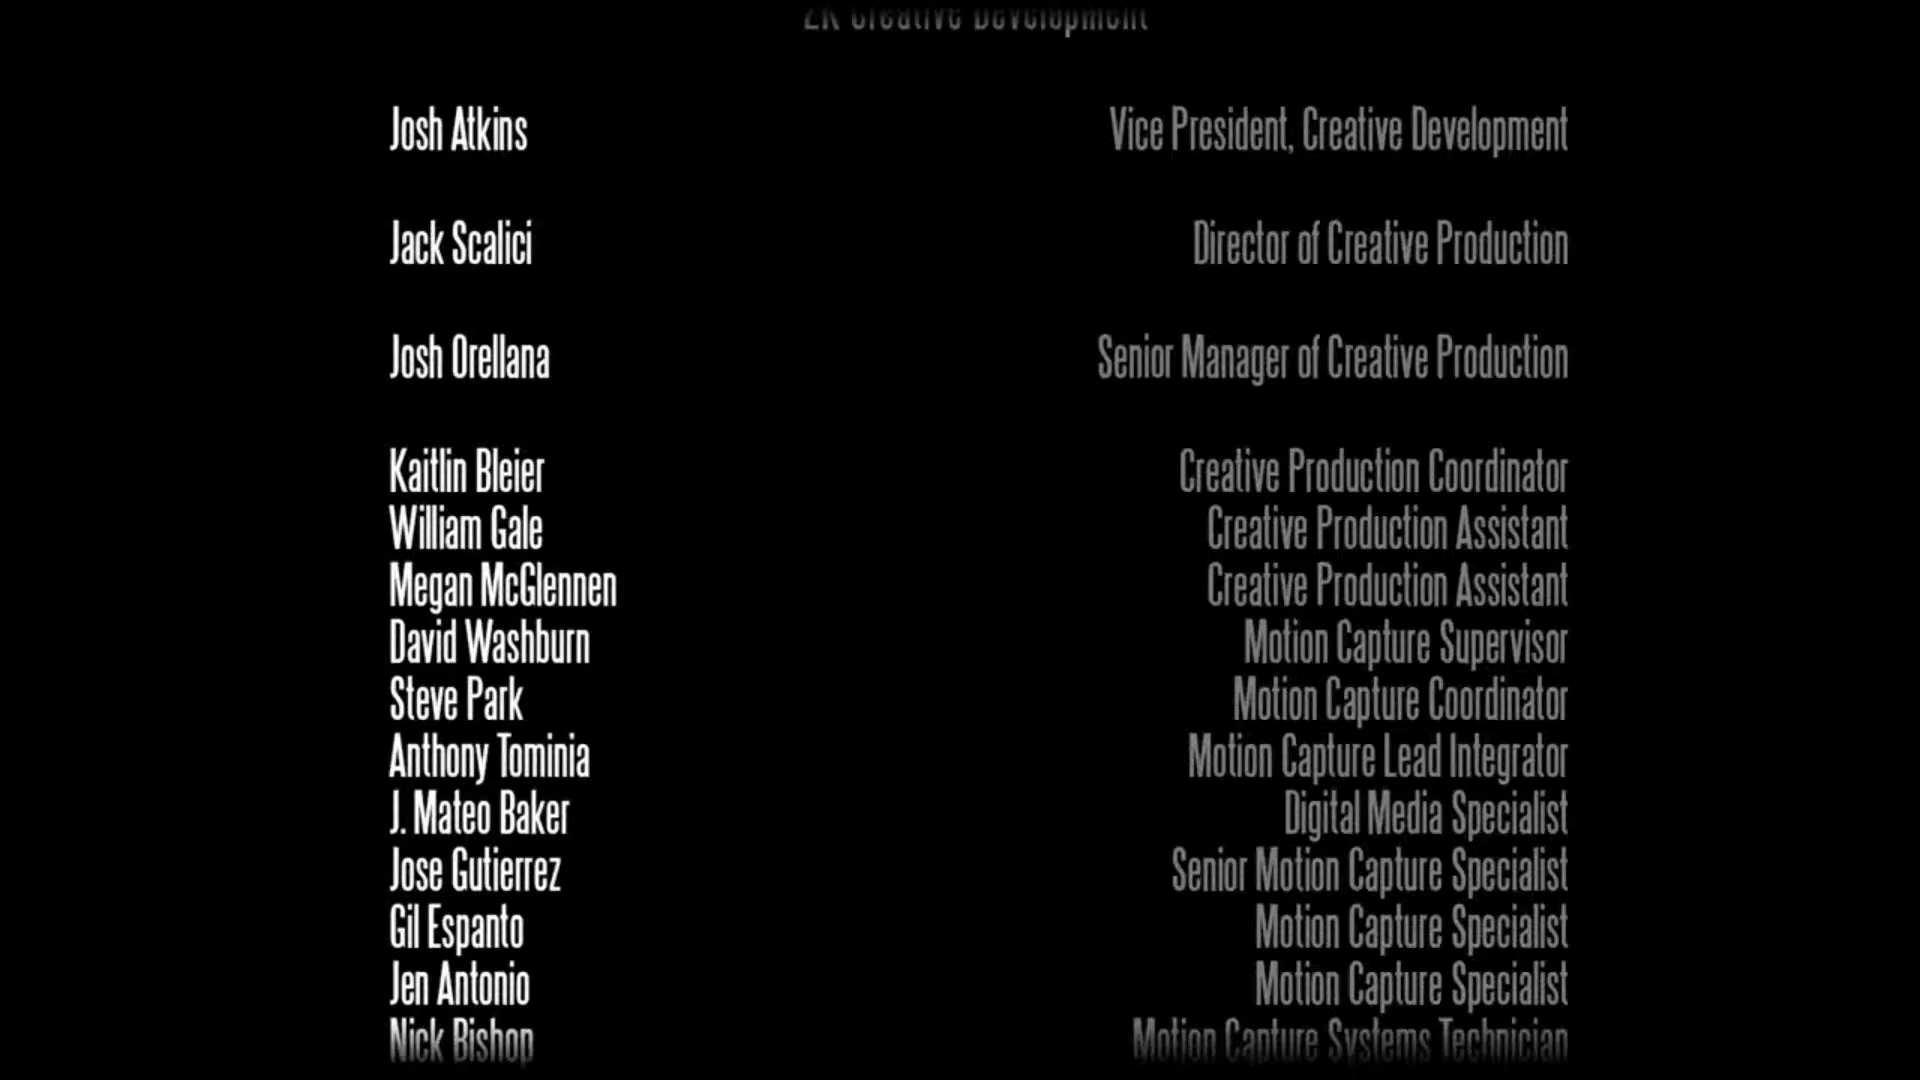 2K Creative Development
Josh Atkins Vice President, Creative Development
Jack Scalici Director of Creative Production
Josh Orellana Senior Manager of Creative Production
Kaitlin Bleier Creative Production Coordinator
William Gale Creative Production Assistant
Megan McGlennen Creative Production Assistant
David Washburn Motion Capture Supervisor
Steve Park Motion Capture Coordinator
Anthony Tominia Motion Capture Lead Integrator
J. Mateo Baker Digital Media Specialist
Jose Gutierrez Senior Motion Capture Specialist
Gil Espanto Motion Capture Specialist
Jen Antonio Motion Capture Specialist
Nick Bishop Motion Capture Systems Technician